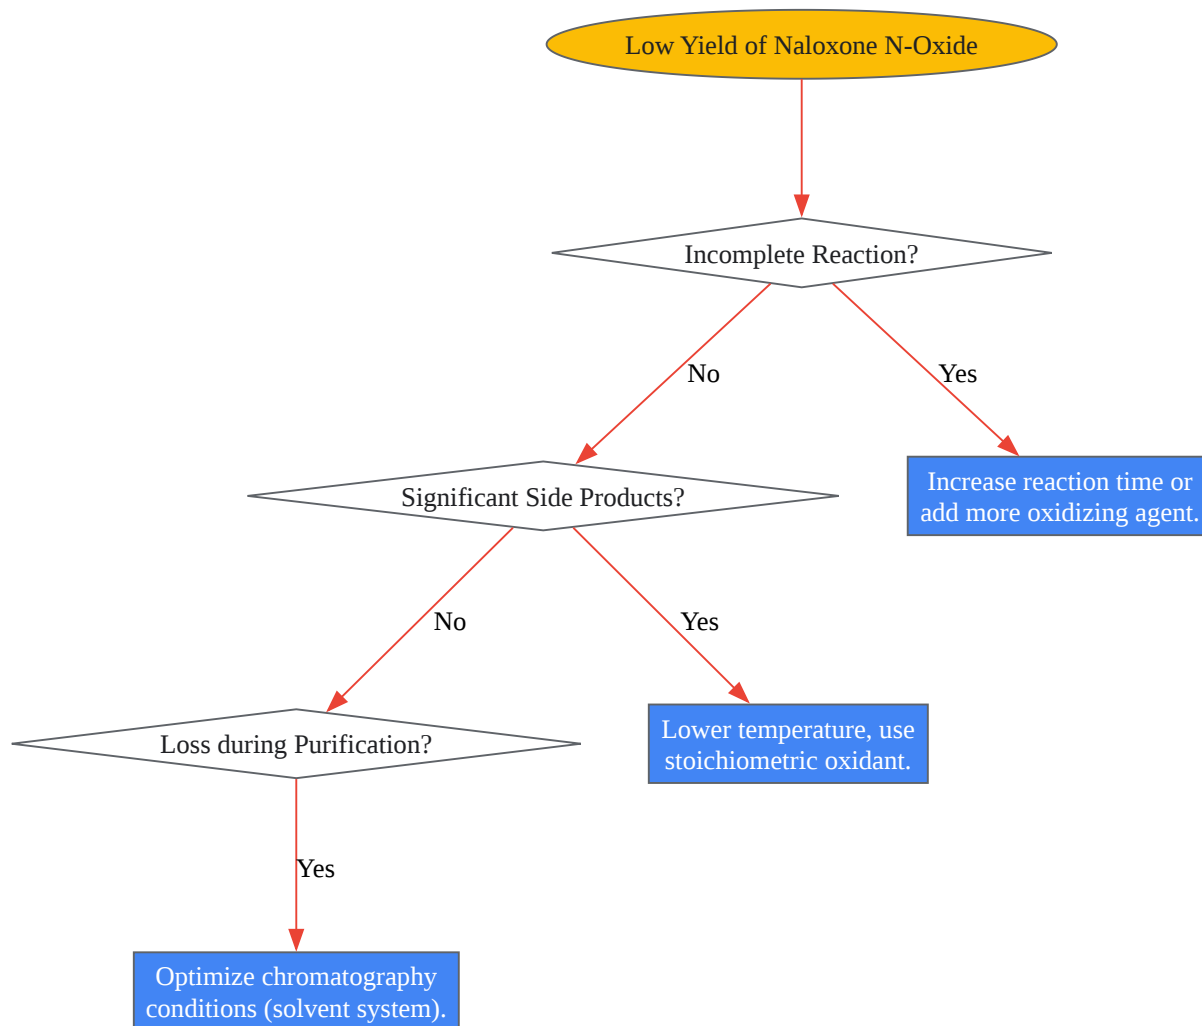 Low Yield of Naloxone N-Oxide
Incomplete Reaction?
No
Yes
Increase reaction time or
add more oxidizing agent.
Significant Side Products?
No
Yes
Lower temperature, use
stoichiometric oxidant.
Loss during Purification?
Yes
Optimize chromatography
conditions (solvent system).